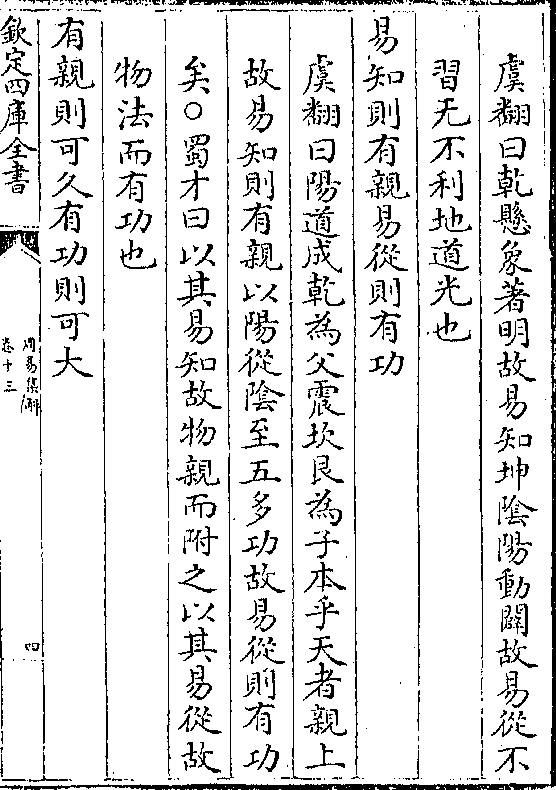 虞翻曰乾懸象著明故易知坤陰陽動闢故易從不
習无不利地道光也
易知則有親易從則有功
虞翻曰陽道成乾為父震坎艮為子本乎天者親上
故易知則有親以陽從陰至五多功故易從則有功
矣○蜀才曰以其易知故物親而附之以其易從故
物法而有功也
有親則可久有功則可大
欽定四庫全書
周易集解
卷十三
四